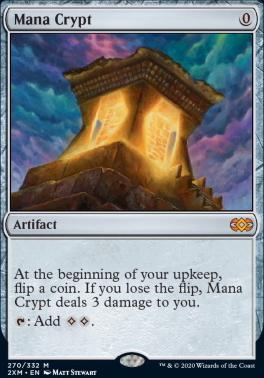 Mana Crypt 0
Artifact
At the beginning of your upkeep,
flip a coin. If you lose the flip, Mana
Crypt deals 3 damage to you.
: Add .
270/332 M
2XM • EN MATT STEWART
™ & © 2020 Wizards of the Coast